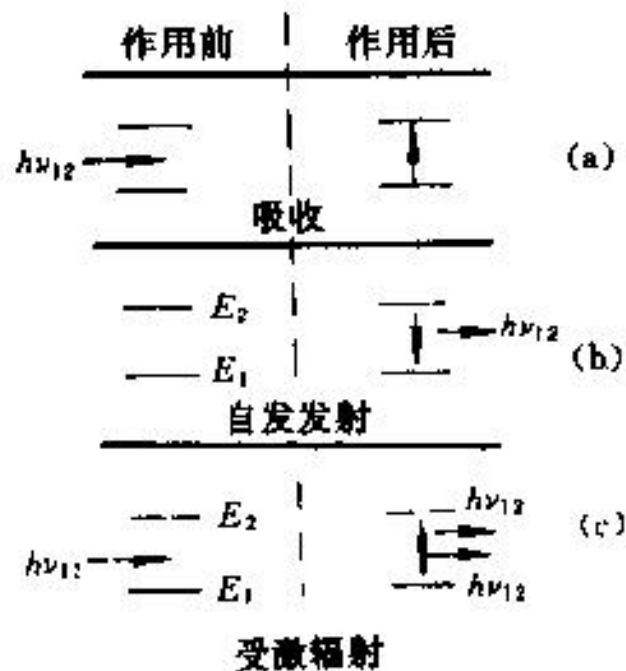 作用前 作用后
hν12 (a)
吸收
E2 hν12
E1 (b)
自发发射
E2 hν12 (c)
hν12 E1 hν12
受激辐射